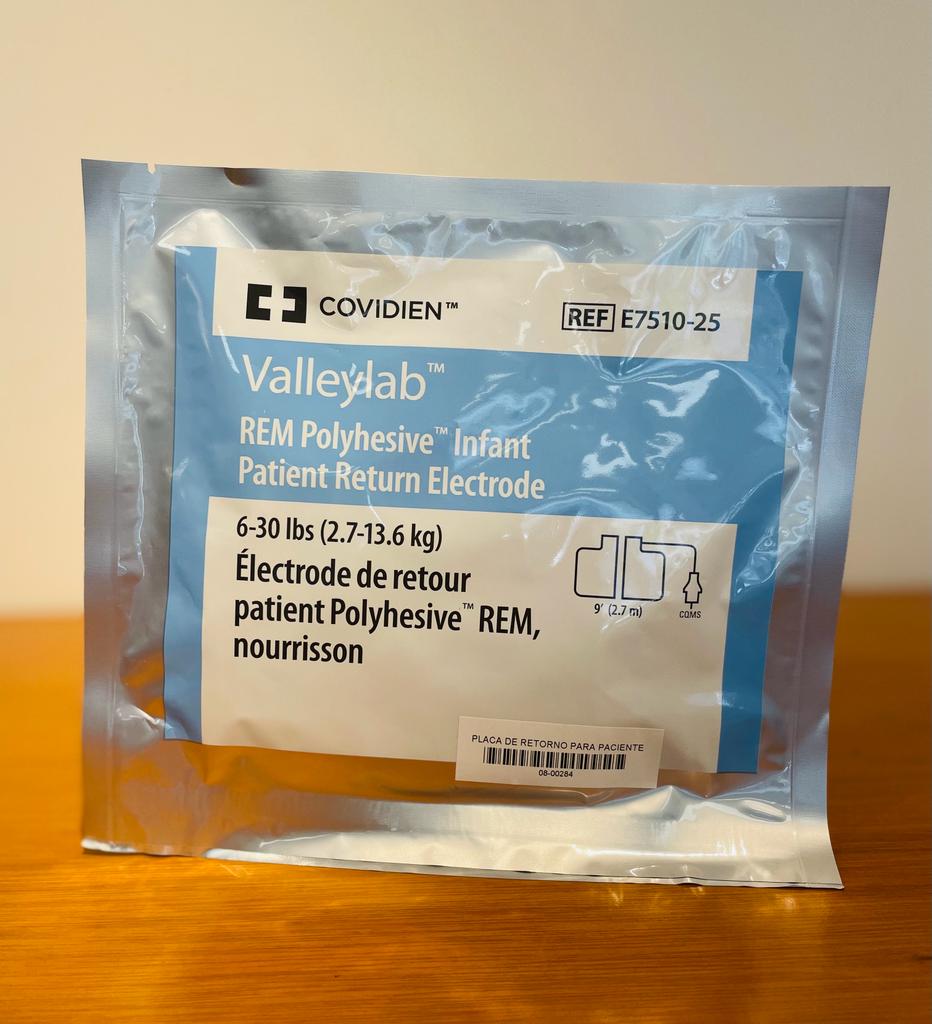 COVIDIEN™
REF E7510-25
Valleylab™
REM Polyhesive™ Infant
Patient Return Electrode
6-30 lbs (2.7-13.6 kg)
Électrode de retour
patient Polyhesive™ REM,
nourrisson
9' (2.7 m)
CQMS
PLACA DE RETORNO PARA PACIENTE
08-00284